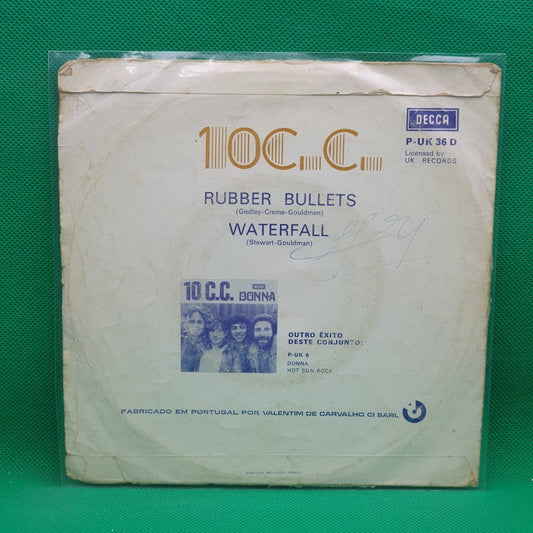 DECCA
P-UK 36 D
Licensed by
UK RECORDS
10C.C.
RUBBER BULLETS
(Godley-Creme-Gouldman)
WATERFALL
(Stewart-Gouldman)
10 C.C. DONNA
OUTRO ÊXITO
DESTE CONJUNTO:
P-UK 6
DONNA
HOT SUN ROCK
FABRICADO EM PORTUGAL POR VALENTIM DE CARVALHO CI SARL